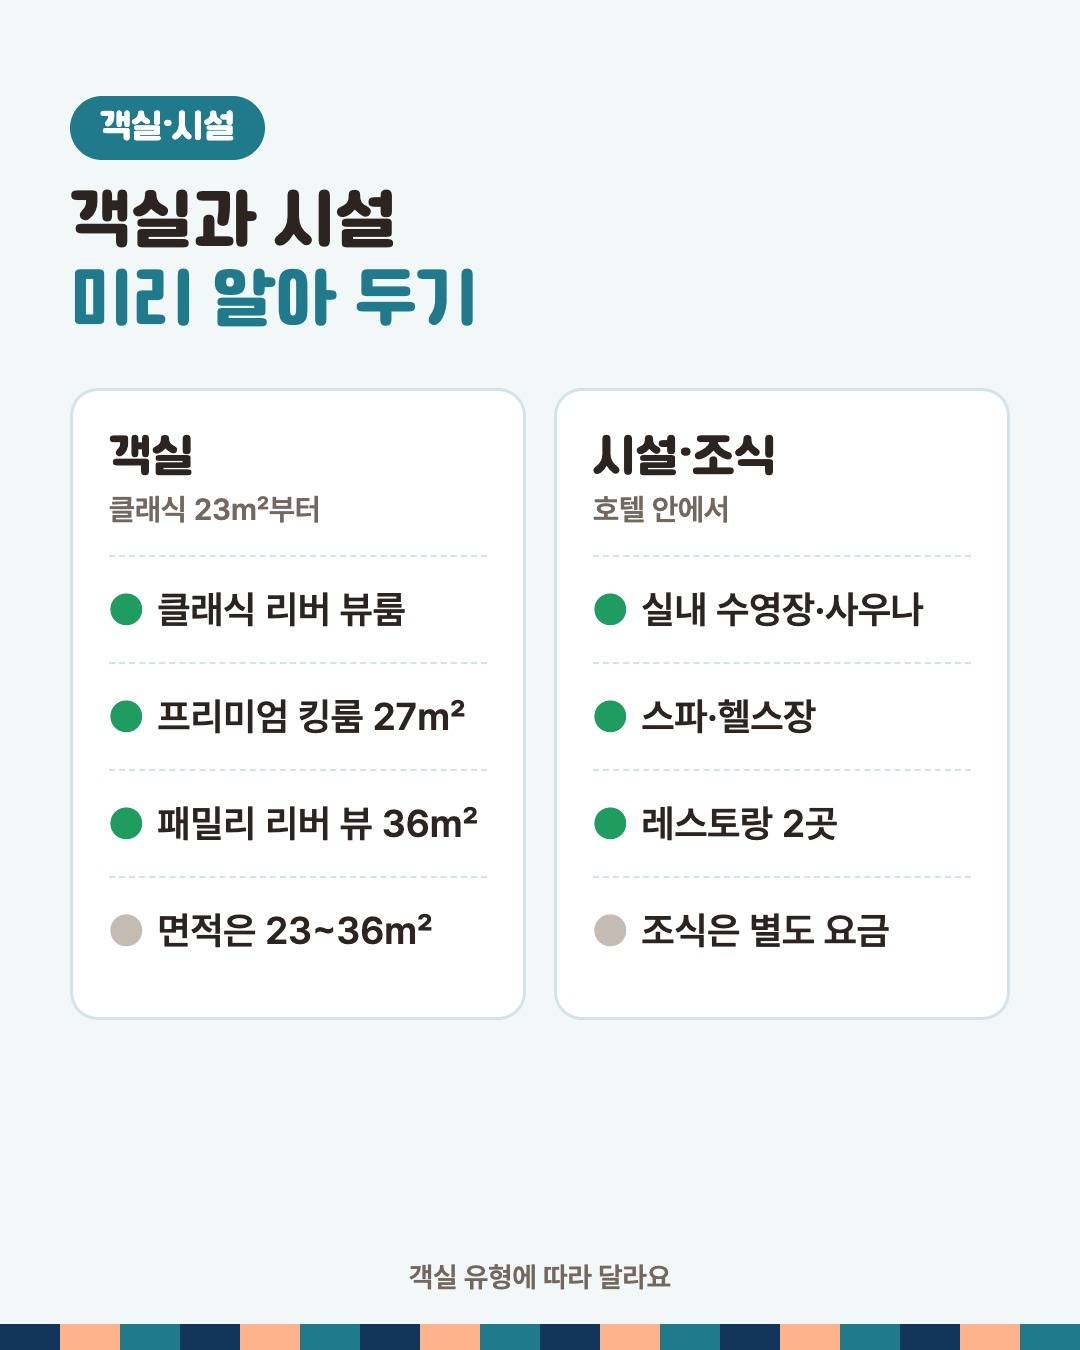 객실·시설
객실과 시설
미리 알아 두기
객실
클래식 23m²부터
클래식 리버 뷰룸
프리미엄 킹룸 27m²
패밀리 리버 뷰 36m²
면적은 23~36m²
시설·조식
호텔 안에서
실내 수영장·사우나
스파·헬스장
레스토랑 2곳
조식은 별도 요금
객실 유형에 따라 달라요